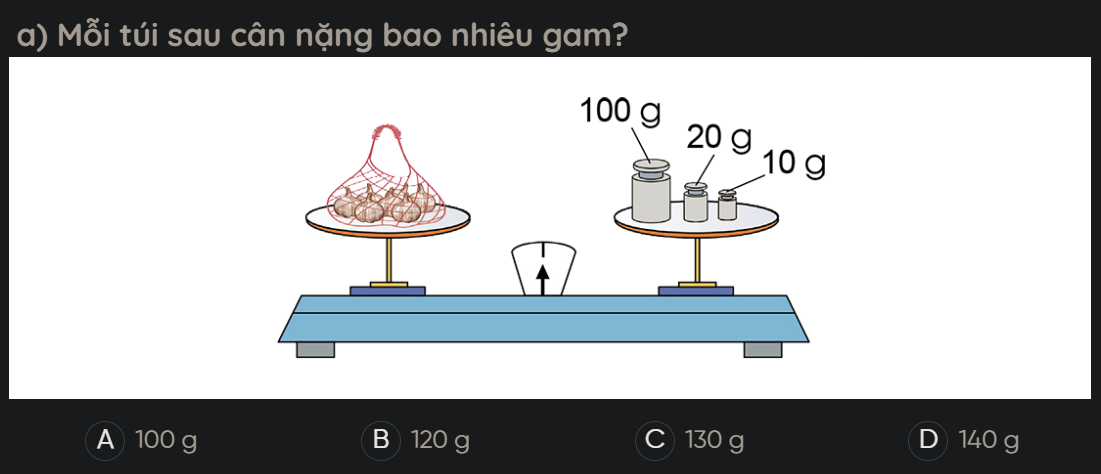 a) Mỗi túi sau cân nặng bao nhiêu gam?
100 g
20 g
10 g
A 100 g
B 120 g
C 130 g
D 140 g